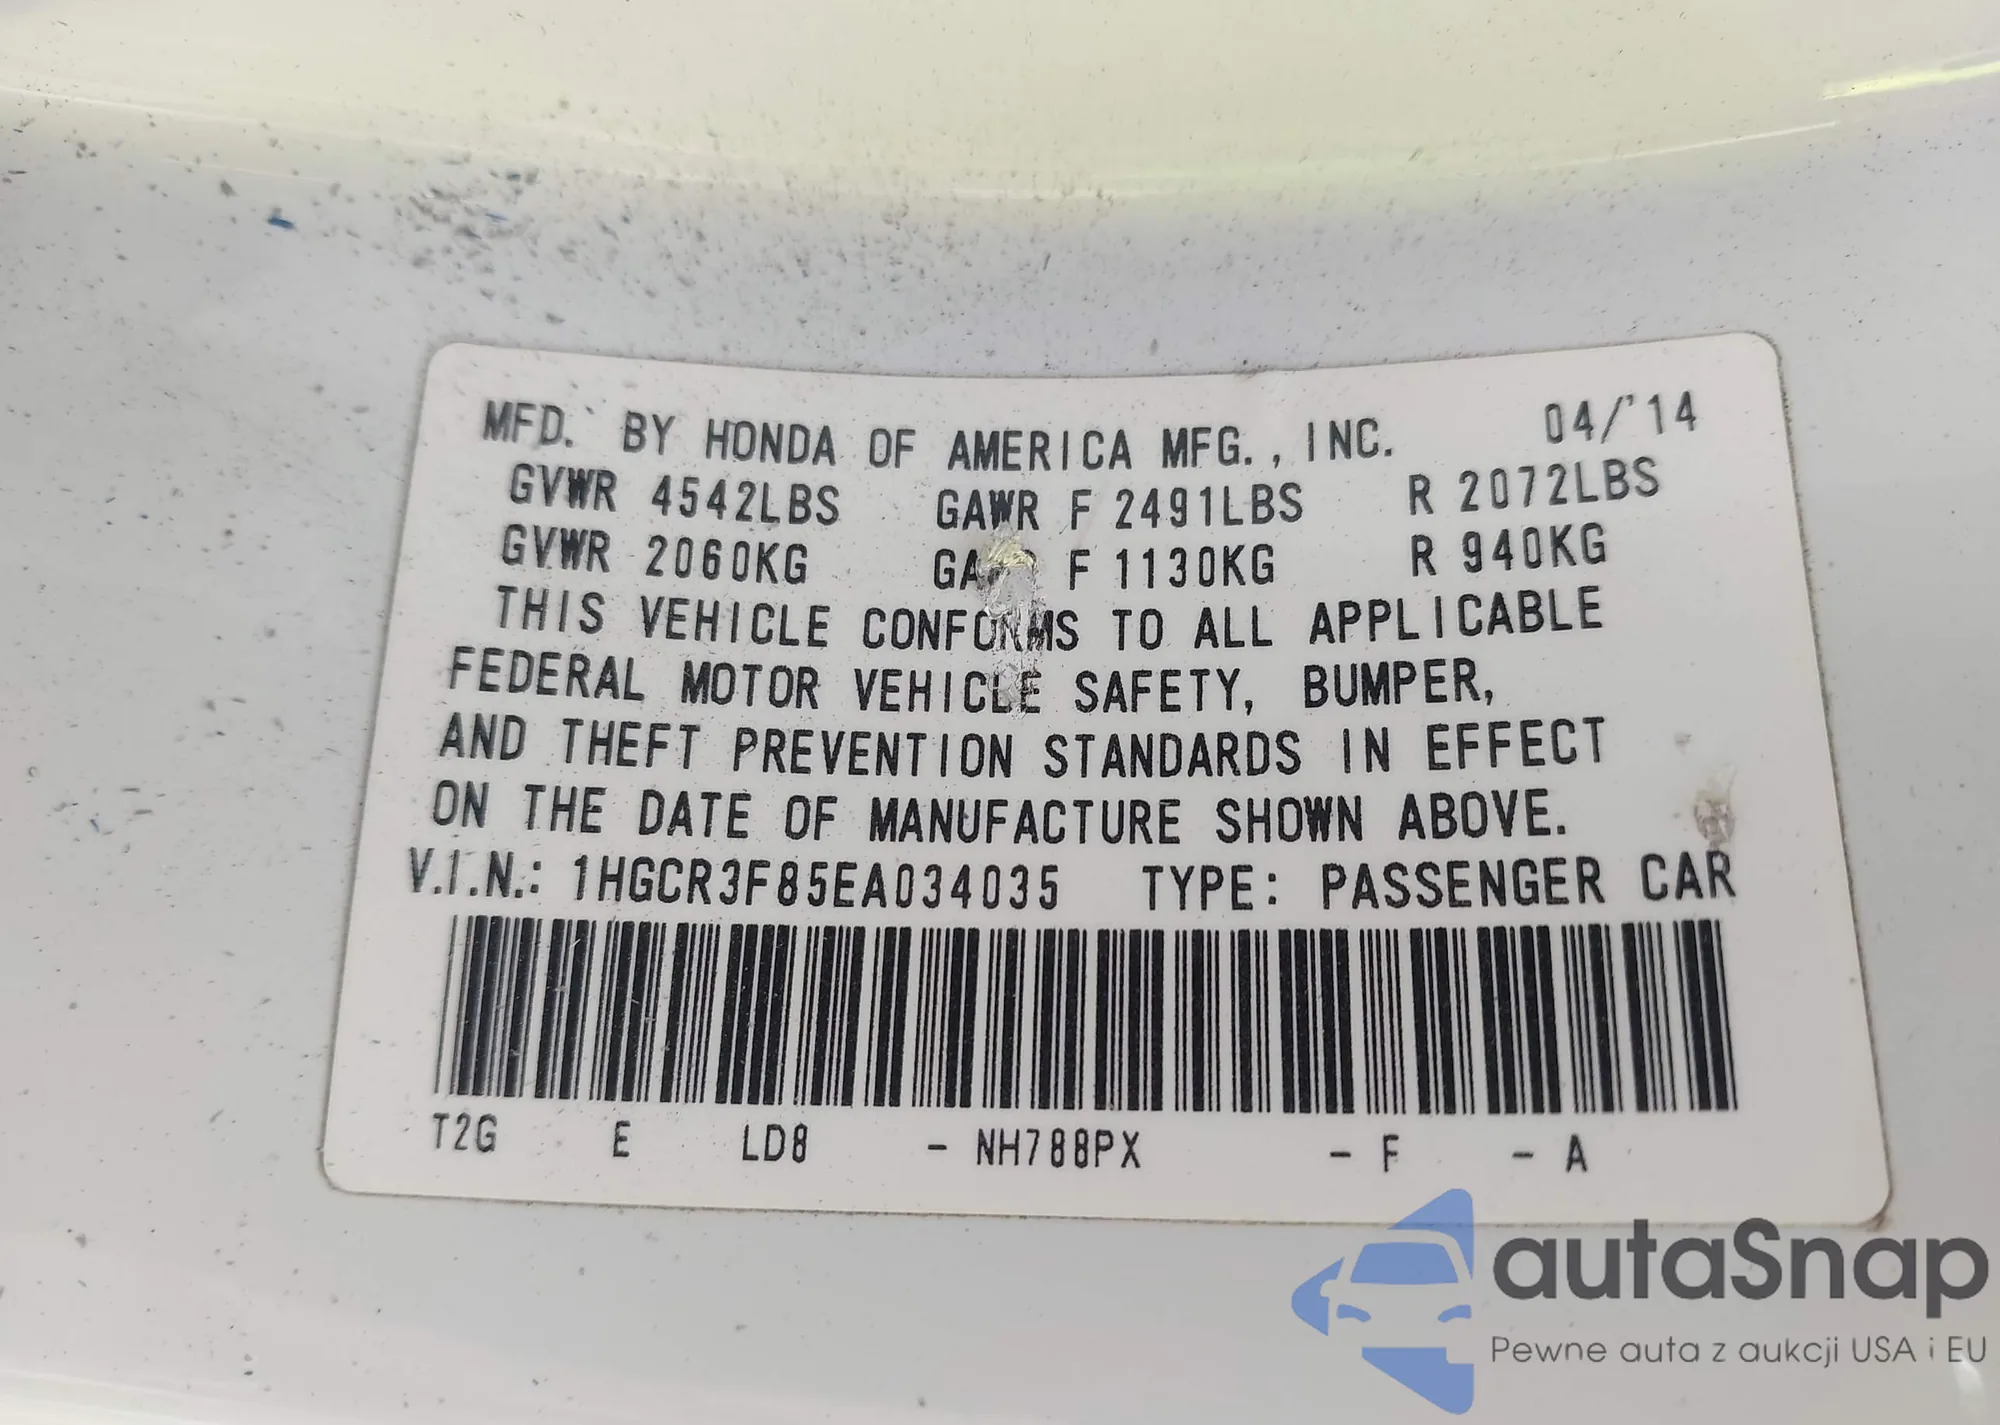 MFD. BY HONDA OF AMERICA MFG., INC. 04/'14
GVWR 4542LBS GAWR F 2491LBS R 2072LBS
GVWR 2060KG F 1130KG R 940KG
THIS VEHICLE CONFORMS TO ALL APPLICABLE
FEDERAL MOTOR VEHICLE SAFETY, BUMPER,
AND THEFT PREVENTION STANDARDS IN EFFECT
ON THE DATE OF MANUFACTURE SHOWN ABOVE.
V.I.N.: 1HGCR3F85EA034035 TYPE: PASSENGER CAR
T2G E LD8 - NH788PX - F - A
autaSnap
Pewne auta z aukcji USA i EU